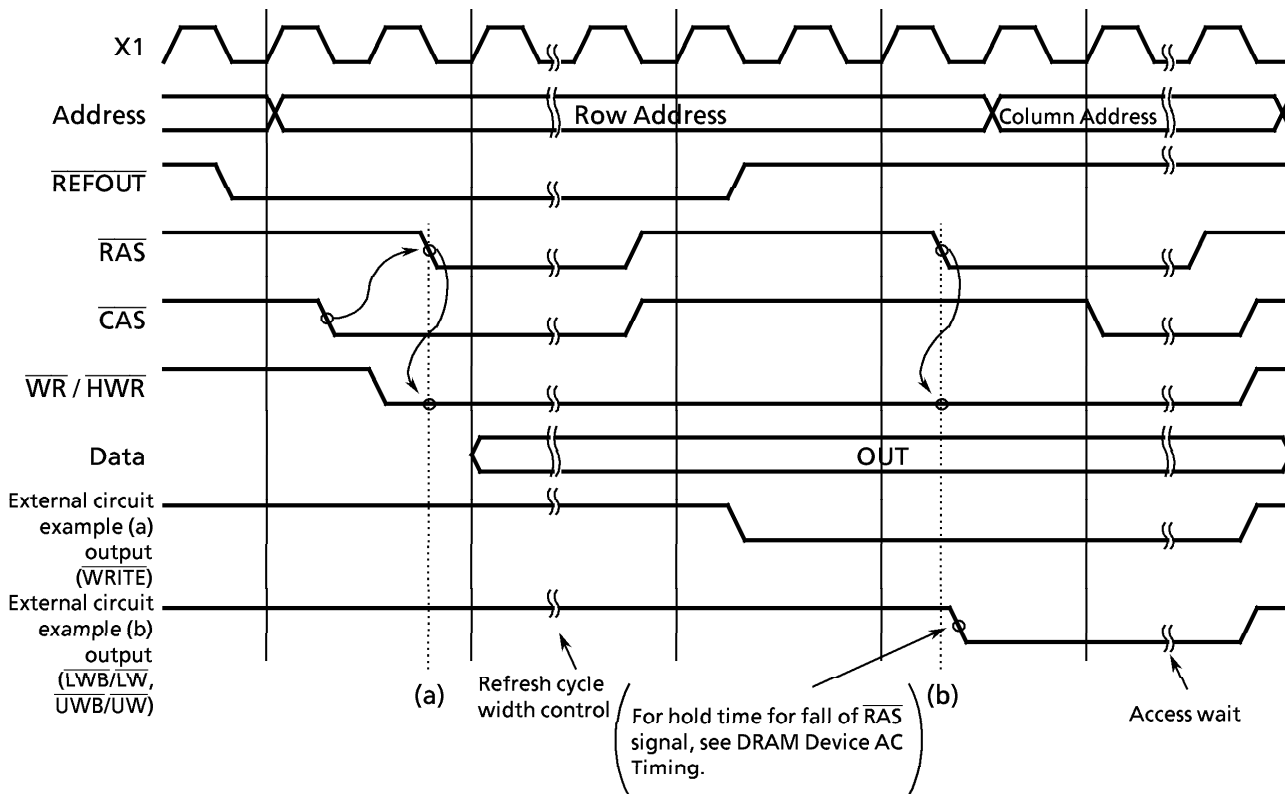 X1
Address
Row Address
Column Address
REFOUT
RAS
CAS
WR / HWR
Data
OUT
External circuit
example (a)
output
(WRITE)
External circuit
example (b)
output
(LWB/LW,
UWB/UW)
(a)
Refresh cycle
width control
For hold time for fall of RAS
signal, see DRAM Device AC
Timing.
(b)
Access wait